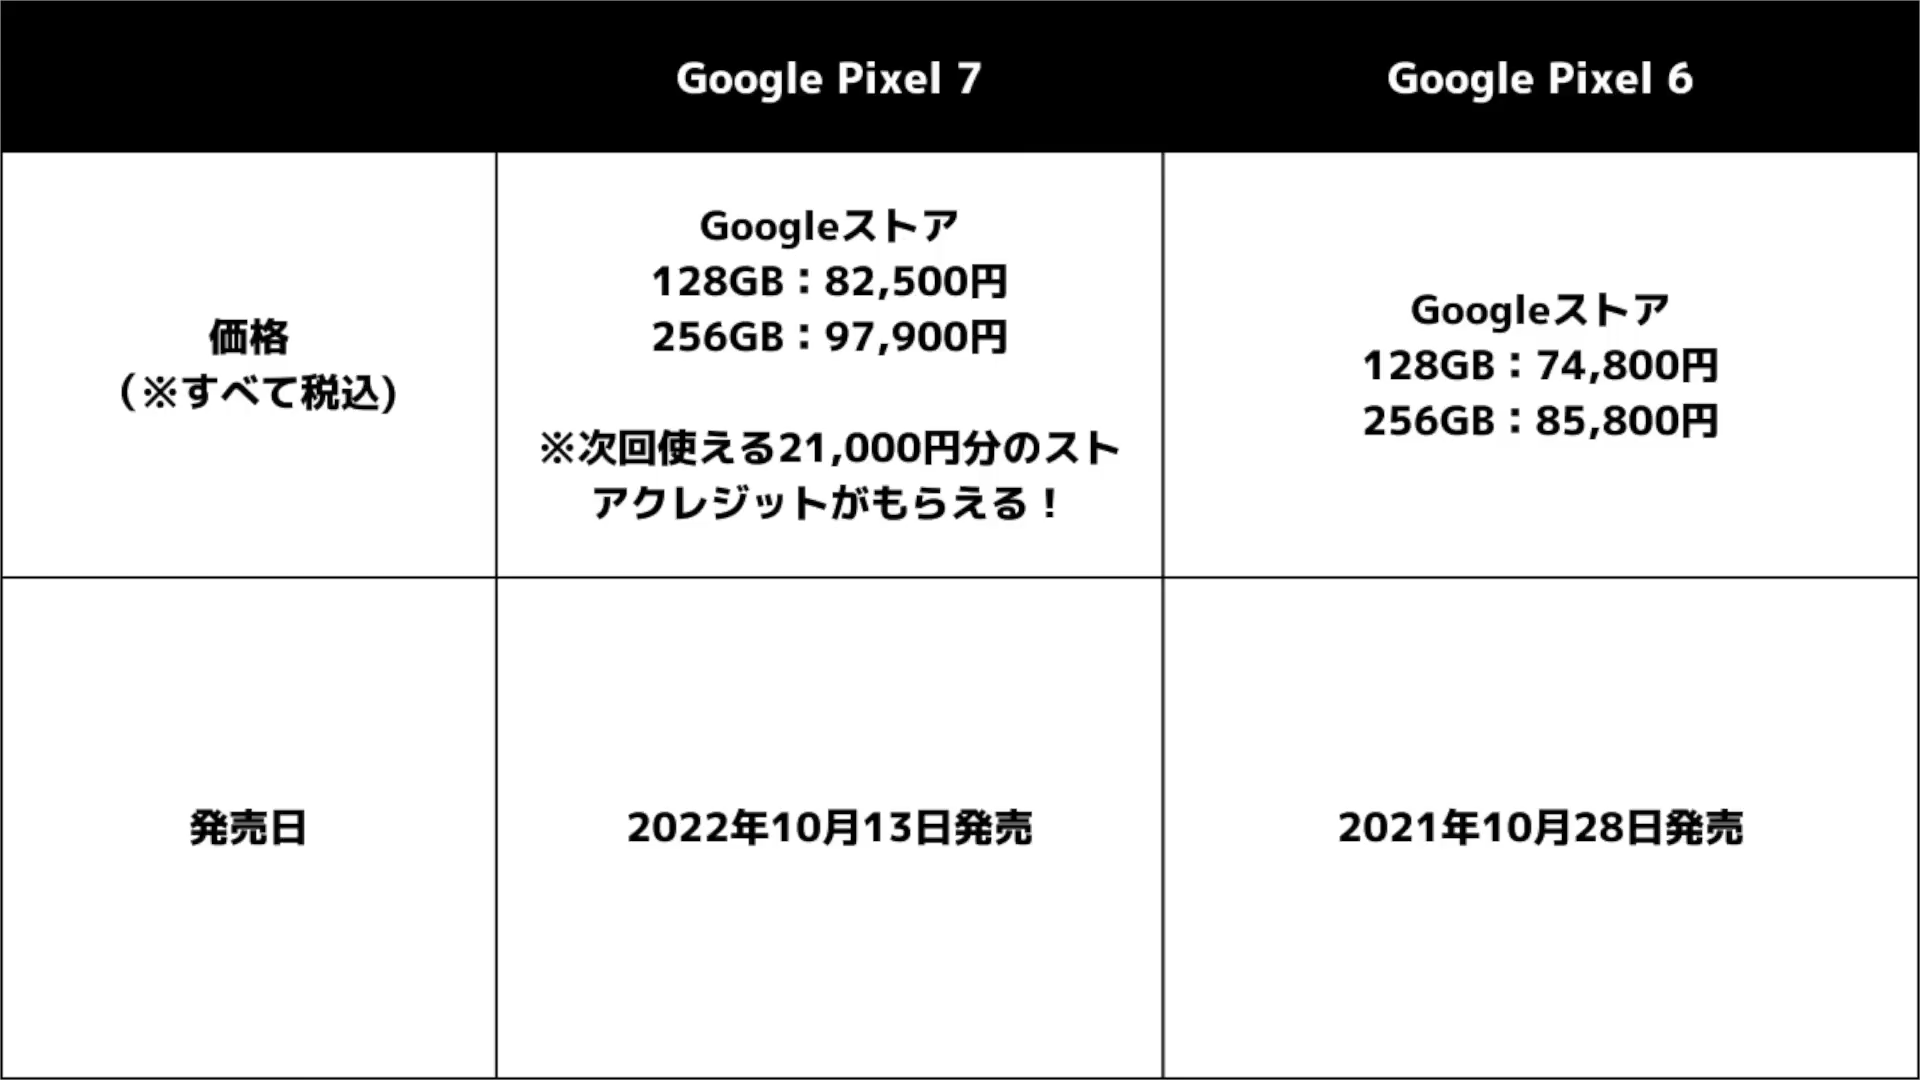 Google Pixel 7
Google Pixel 6
価格
（※すべて税込)
Googleストア
128GB：82,500円
256GB：97,900円
※次回使える21,000円分のスト
アクレジットがもらえる！
Googleストア
128GB：74,800円
256GB：85,800円
発売日
2022年10月13日発売
2021年10月28日発売